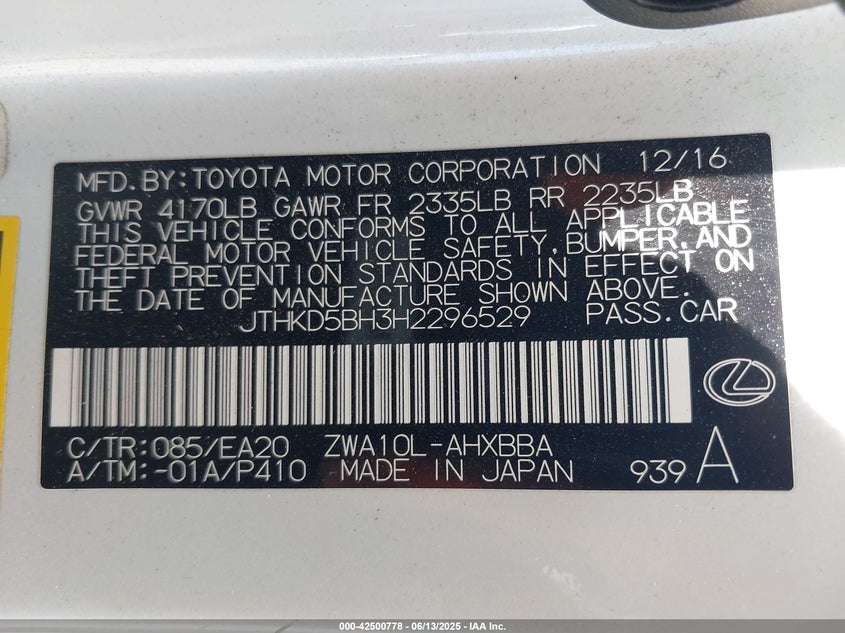 MFD.BY:TOYOTA MOTOR CORPORATION 12/16
GVWR 4170LB GAWR FR 2335LB RR 2235LB
THIS VEHICLE CONFORMS TO ALL APPLICABLE
FEDERAL MOTOR VEHICLE SAFETY,BUMPER,AND
THEFT PREVENTION STANDARDS IN EFFECT ON
THE DATE OF MANUFACTURE SHOWN ABOVE.
JTHKD5BH3H2296529 PASS.CAR
C/TR:085/EA20 ZWA10L-AHXBBA
A/TM:-01A/P410 MADE IN JAPAN 939 A
000-42500778 - 06/13/2025 - IAA Inc.